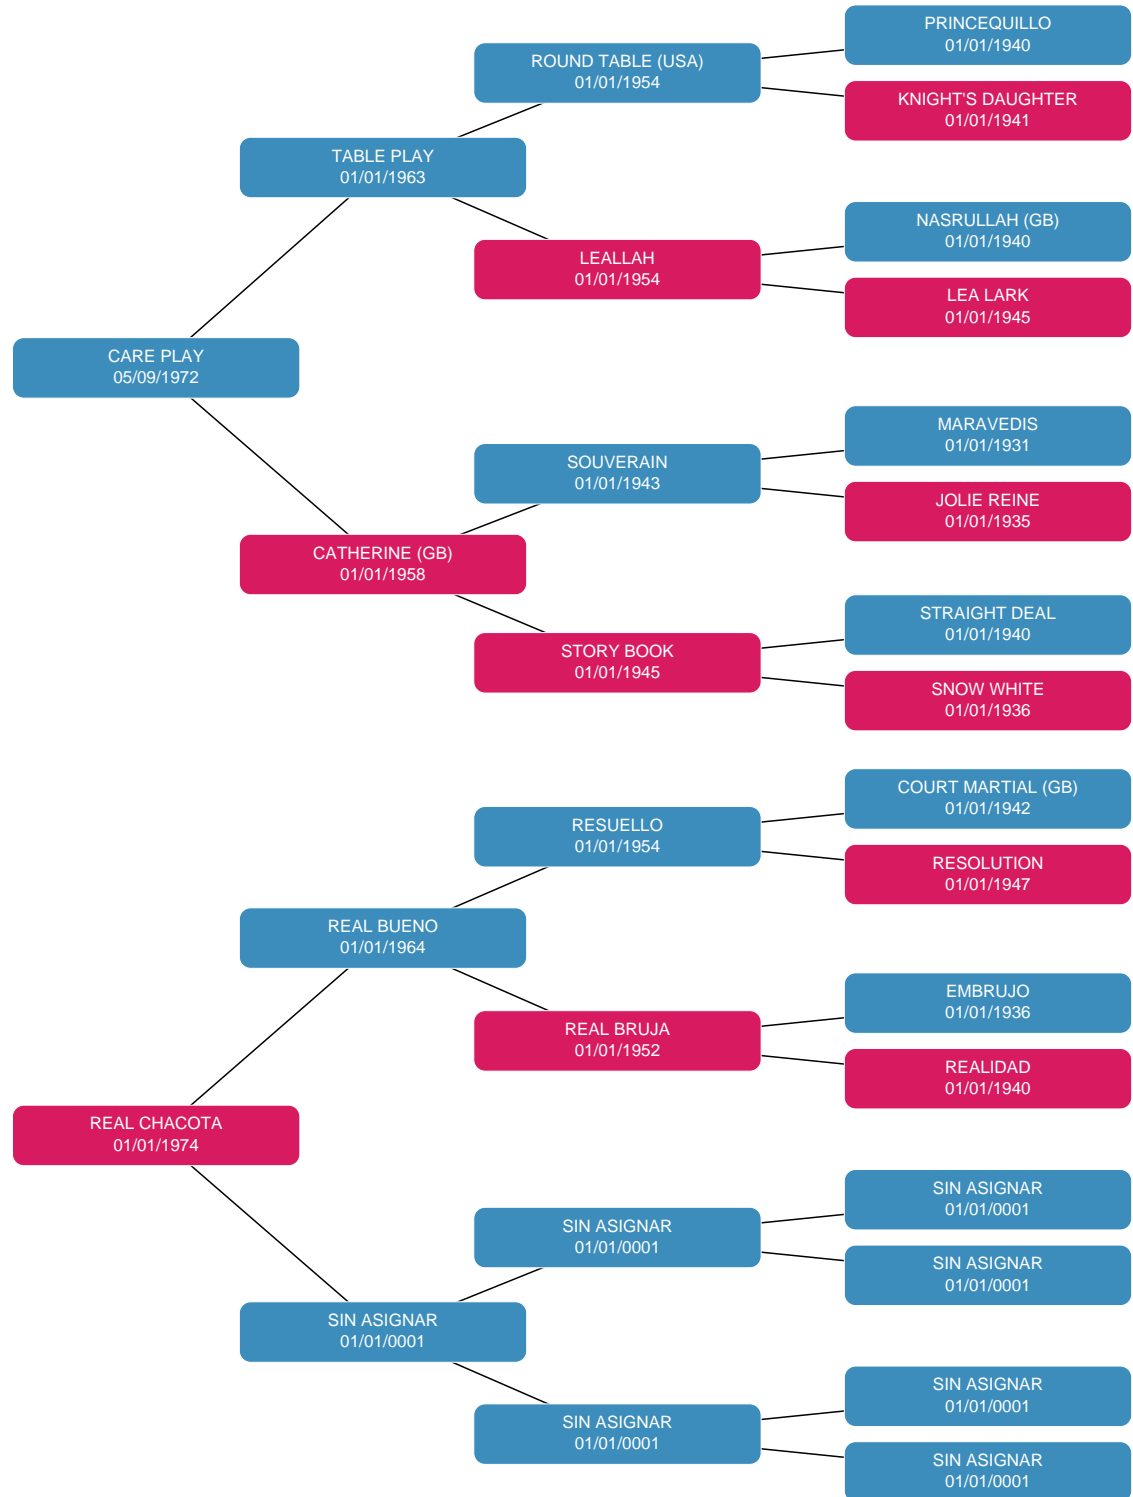 PRINCEQUILLO
01/01/1940
ROUND TABLE (USA)
01/01/1954
KNIGHT'S DAUGHTER
01/01/1941
TABLE PLAY
01/01/1963
NASRULLAH (GB)
01/01/1940
LEALLAH
01/01/1954
LEA LARK
01/01/1945
CARE PLAY
05/09/1972
MARAVEDIS
01/01/1931
SOUVERAIN
01/01/1943
JOLIE REINE
01/01/1935
CATHERINE (GB)
01/01/1958
STRAIGHT DEAL
01/01/1940
STORY BOOK
01/01/1945
SNOW WHITE
01/01/1936
COURT MARTIAL (GB)
01/01/1942
RESUELLO
01/01/1954
RESOLUTION
01/01/1947
REAL BUENO
01/01/1964
EMBRUJO
01/01/1936
REAL BRUJA
01/01/1952
REALIDAD
01/01/1940
REAL CHACOTA
01/01/1974
SIN ASIGNAR
01/01/0001
SIN ASIGNAR
01/01/0001
SIN ASIGNAR
01/01/0001
SIN ASIGNAR
01/01/0001
SIN ASIGNAR
01/01/0001
SIN ASIGNAR
01/01/0001
SIN ASIGNAR
01/01/0001